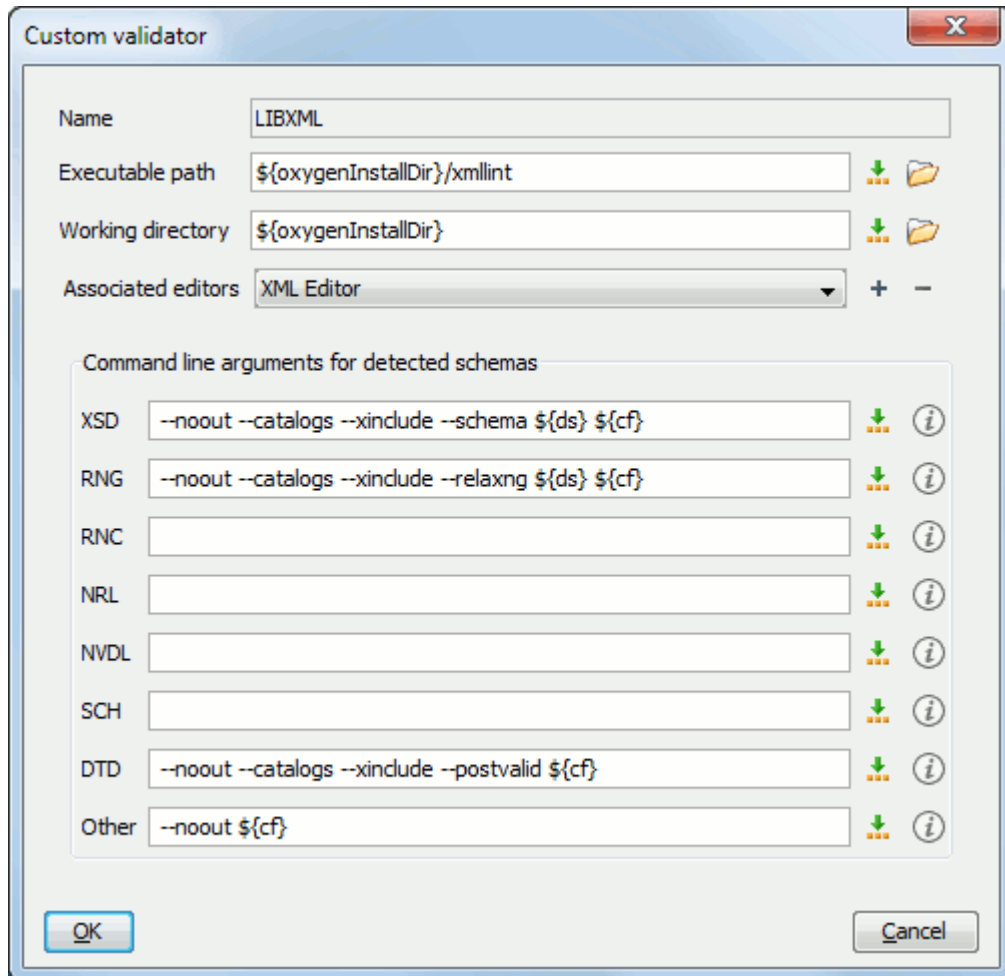 Custom validator
Name LIBXML
Executable path ${oxygenInstallDir}/xmllint
Working directory ${oxygenInstallDir}
Associated editors XML Editor
Command line arguments for detected schemas
XSD --noout --catalogs --xinclude --schema ${ds} ${cf}
RNG --noout --catalogs --xinclude --relaxng ${ds} ${cf}
RNC
NRL
NVDL
SCH
DTD --noout --catalogs --xinclude --postvalid ${cf}
Other --noout ${cf}
OK Cancel